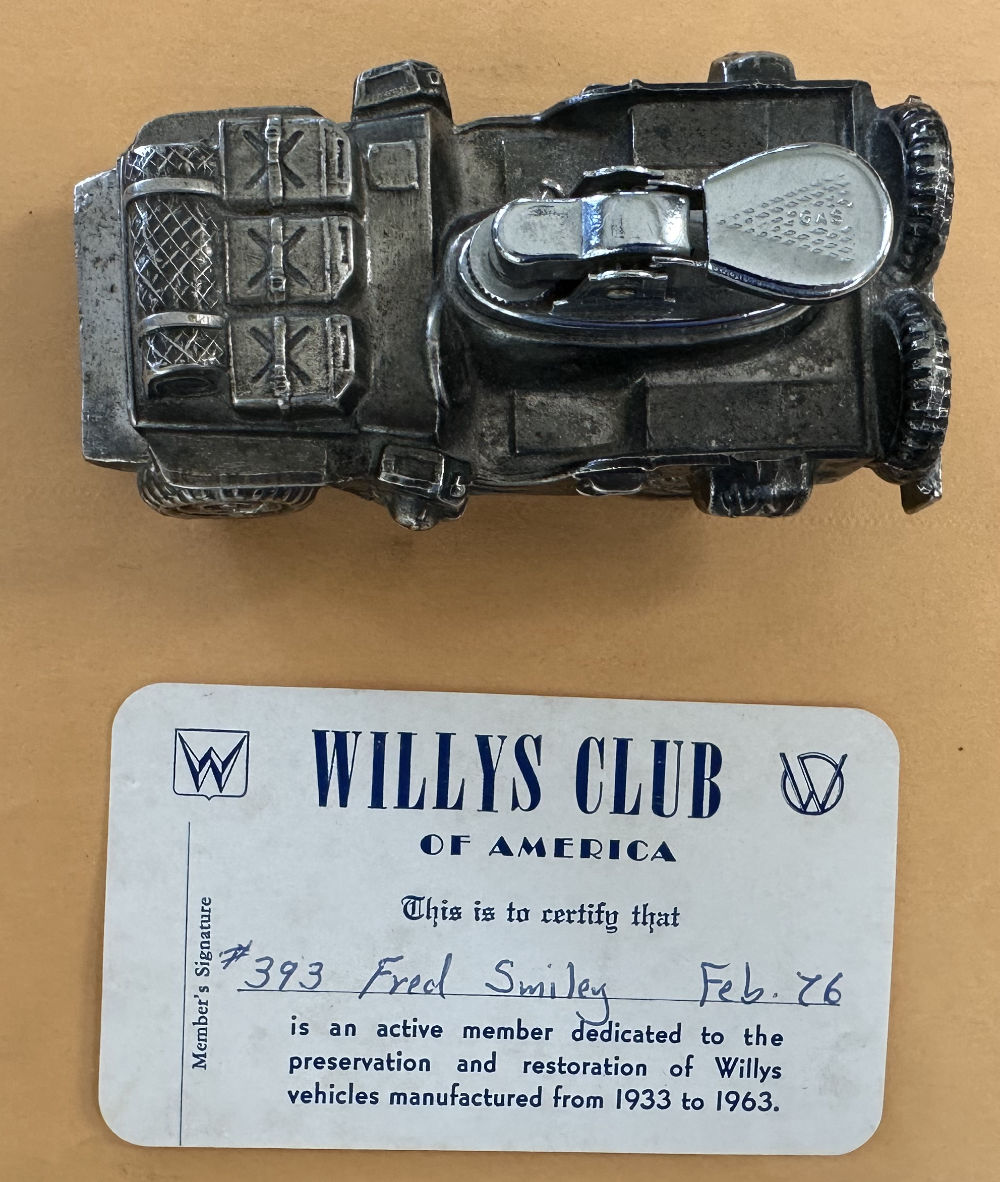 GAS
W WILLYS CLUB W
OF AMERICA
This is to certify that
#393 Fred Smiley Feb. 76
is an active member dedicated to the
preservation and restoration of Willys
vehicles manufactured from 1933 to 1963.
Member's Signature